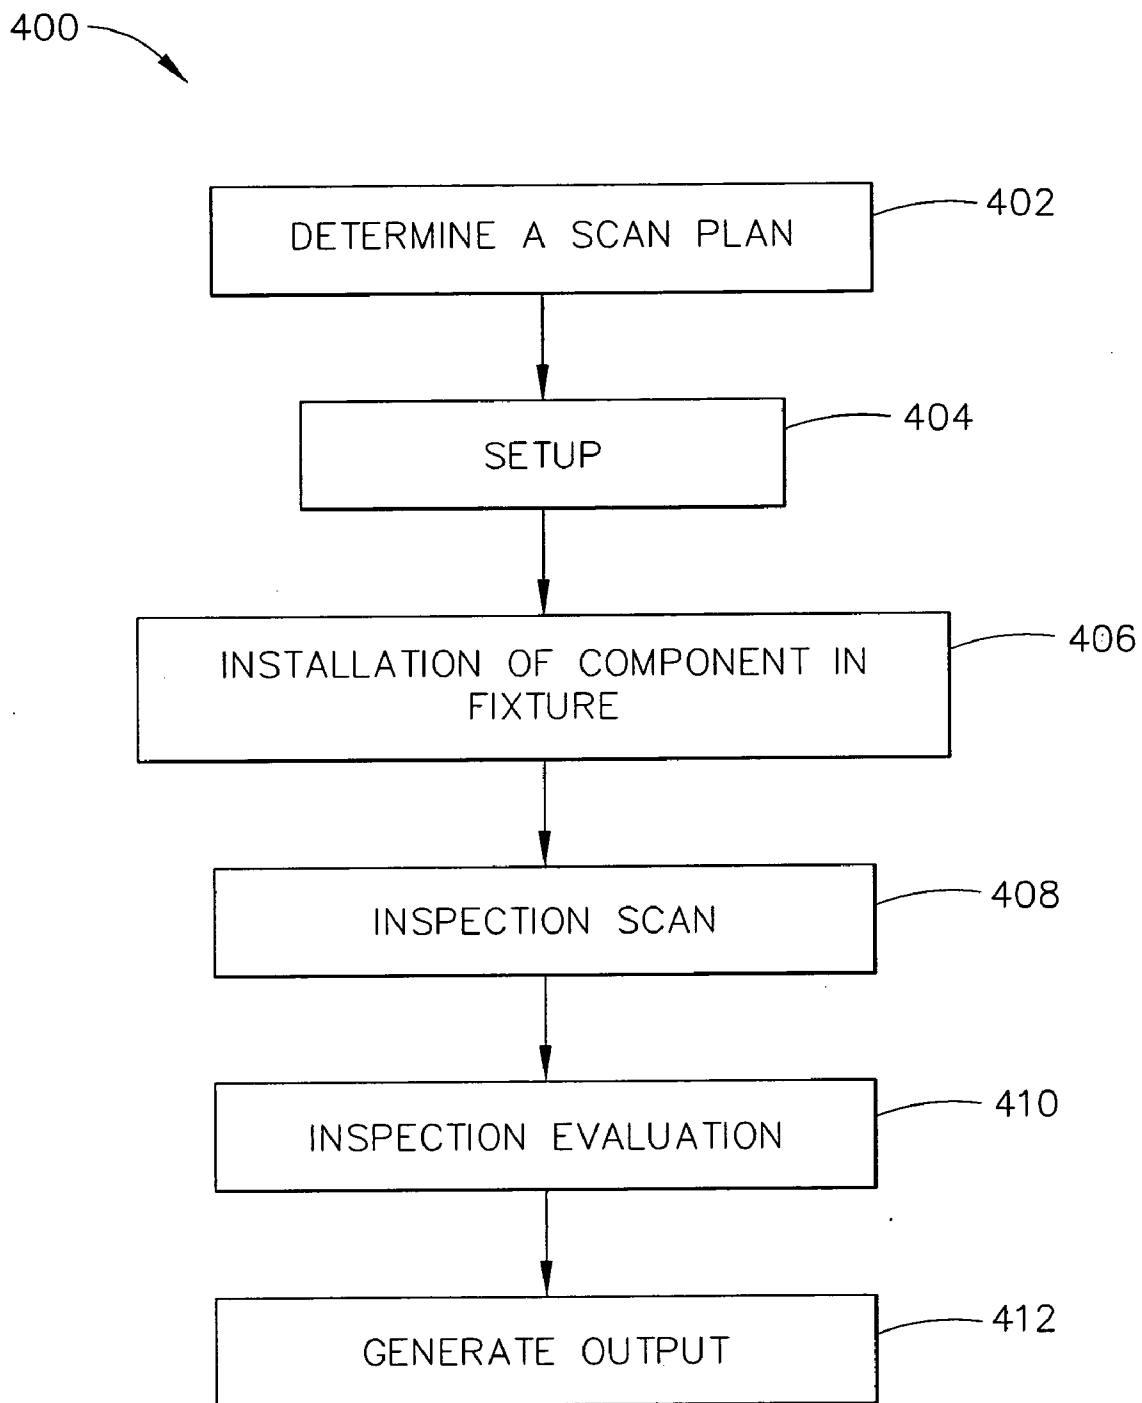 400
DETERMINE A SCAN PLAN
402
SETUP
404
INSTALLATION OF COMPONENT IN
FIXTURE
406
INSPECTION SCAN
408
INSPECTION EVALUATION
410
GENERATE OUTPUT
412